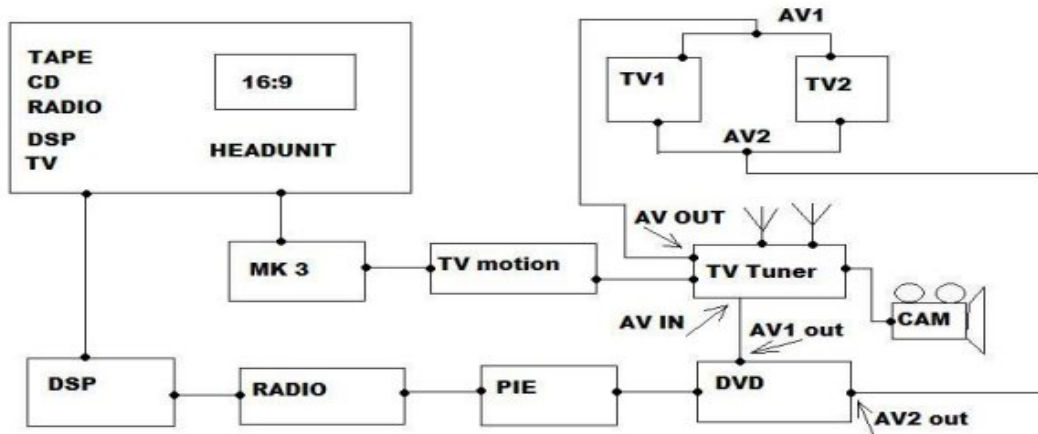 TAPE
CD
RADIO
DSP
TV
16:9
HEADUNIT
AV1
TV1
TV2
AV2
AV OUT
MK 3
TV motion
TV Tuner
CAM
AV IN
AV1 out
DSP
RADIO
PIE
DVD
AV2 out